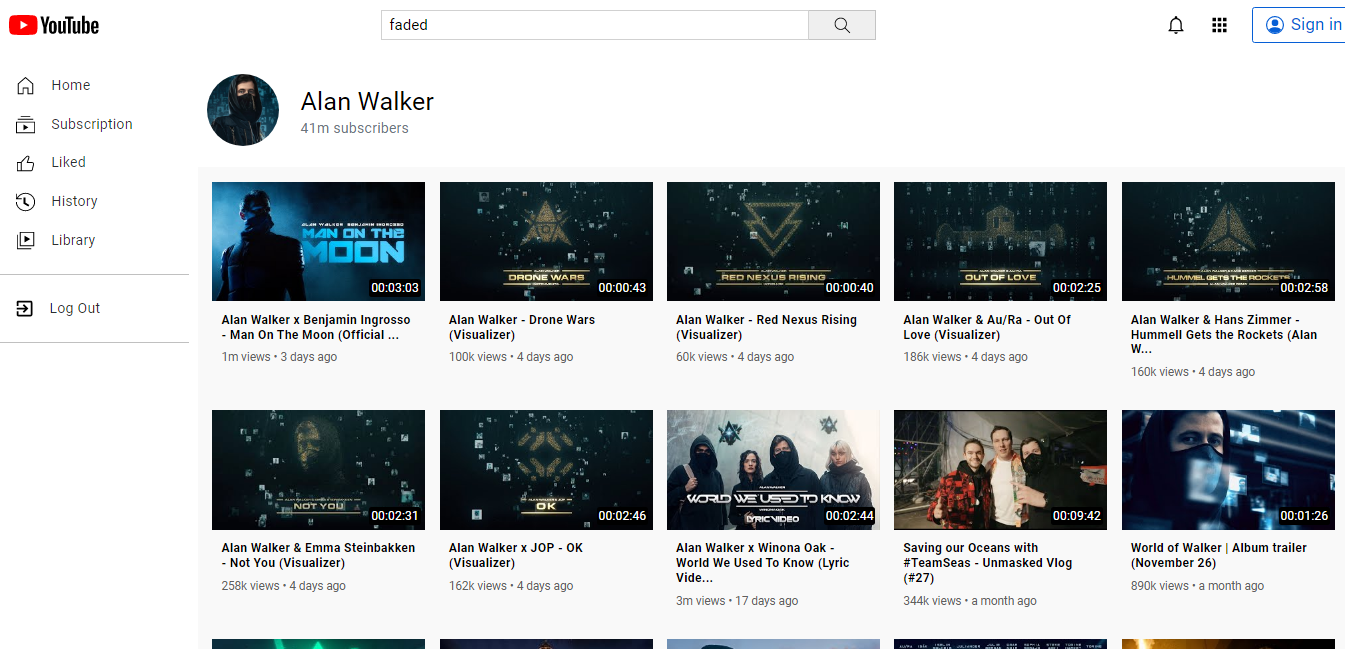 YouTube
faded
Sign in
Home
Subscription
Liked
History
Library
Log Out
Alan Walker
41m subscribers
ALAN WALKER BENJAMIN INGROSSO
MAN ON THE
MOON
00:03:03
Alan Walker x Benjamin Ingrosso
- Man On The Moon (Official ...
1m views • 3 days ago
DRONE WARS
00:00:43
Alan Walker - Drone Wars
(Visualizer)
100k views • 4 days ago
RED NEXUS RISING
00:00:40
Alan Walker - Red Nexus Rising
(Visualizer)
60k views • 4 days ago
OUT OF LOVE
00:02:25
Alan Walker & Au/Ra - Out Of
Love (Visualizer)
186k views • 4 days ago
HUMMELL GETS THE ROCKETS
00:02:58
Alan Walker & Hans Zimmer -
Hummell Gets the Rockets (Alan
W...
160k views • 4 days ago
NOT YOU
00:02:31
Alan Walker & Emma Steinbakken
- Not You (Visualizer)
258k views • 4 days ago
OK
00:02:46
Alan Walker x JOP - OK
(Visualizer)
162k views • 4 days ago
ALAN WALKER
WORLD WE USED TO KNOW
LYRIC VIDEO
00:02:44
Alan Walker x Winona Oak -
World We Used To Know (Lyric
Vide...
3m views • 17 days ago
00:09:42
Saving our Oceans with
#TeamSeas - Unmasked Vlog
(#27)
344k views • a month ago
00:01:26
World of Walker | Album trailer
(November 26)
890k views • a month ago